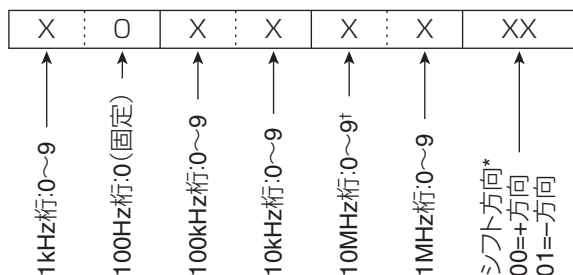 X 0 X X X X XX
1kHz桁:0〜9
100Hz桁:0(固定)
100kHz桁:0〜9
10kHz桁:0〜9
10MHz桁:0〜9†
1MHz桁:0〜9
シフト方向*
00=+方向
01=−方向